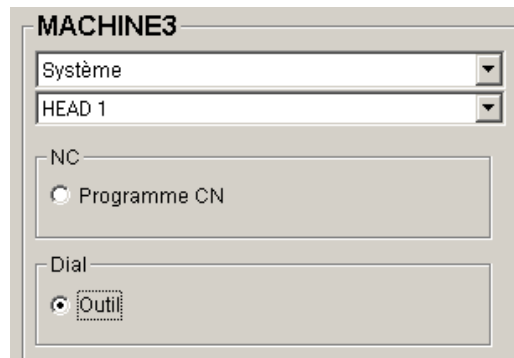 MACHINE3
Système
HEAD 1
NC
Programme CN
Dial
Outil